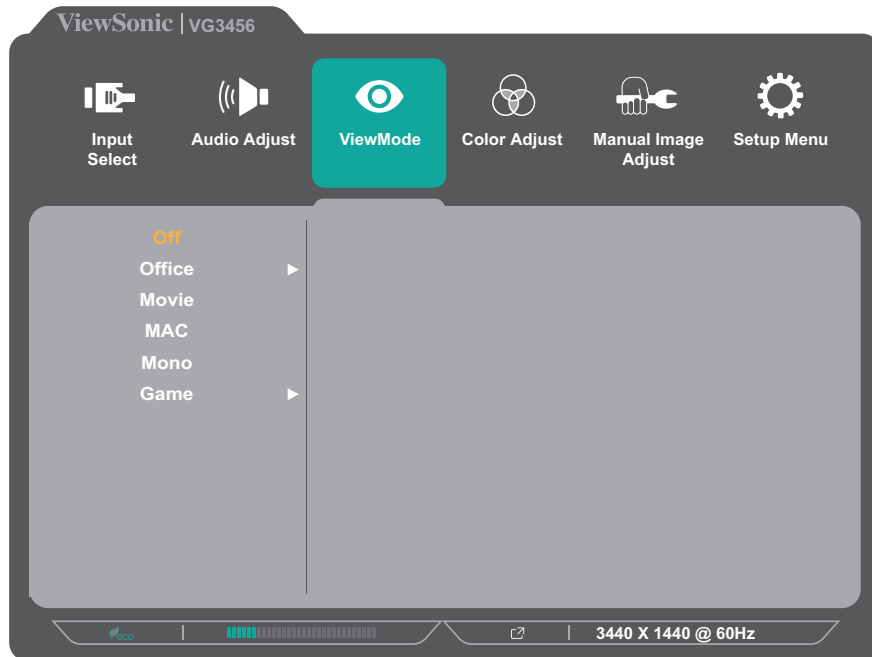 ViewSonic | VG3456
Input Select
Audio Adjust
ViewMode
Color Adjust
Manual Image Adjust
Setup Menu
Off
Office
Movie
MAC
Mono
Game
eco
3440 X 1440 @ 60Hz